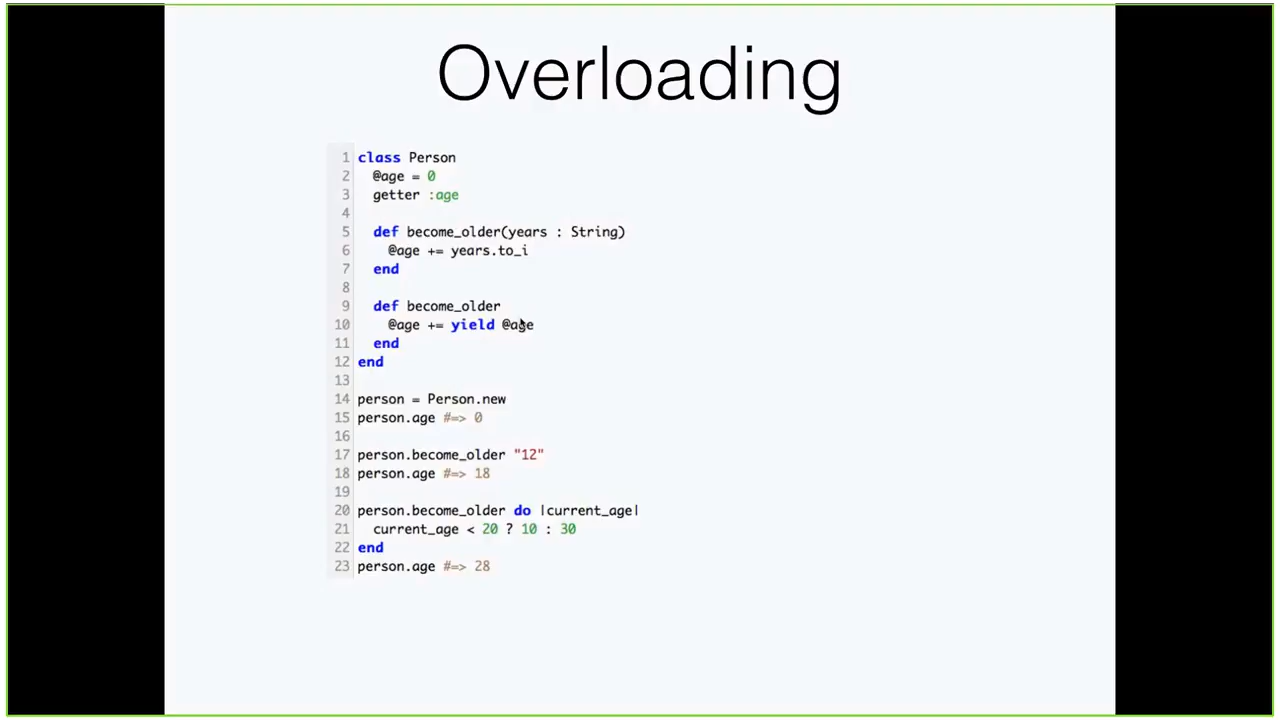 Overloading
1 class Person
2 @age = 0
3 getter :age
4
5 def become_older(years : String)
6 @age += years.to_i
7 end
8
9 def become_older
10 @age += yield @age
11 end
12 end
13
14 person = Person.new
15 person.age #=> 0
16
17 person.become_older "12"
18 person.age #=> 18
19
20 person.become_older do |current_age|
21 current_age < 20 ? 10 : 30
22 end
23 person.age #=> 28